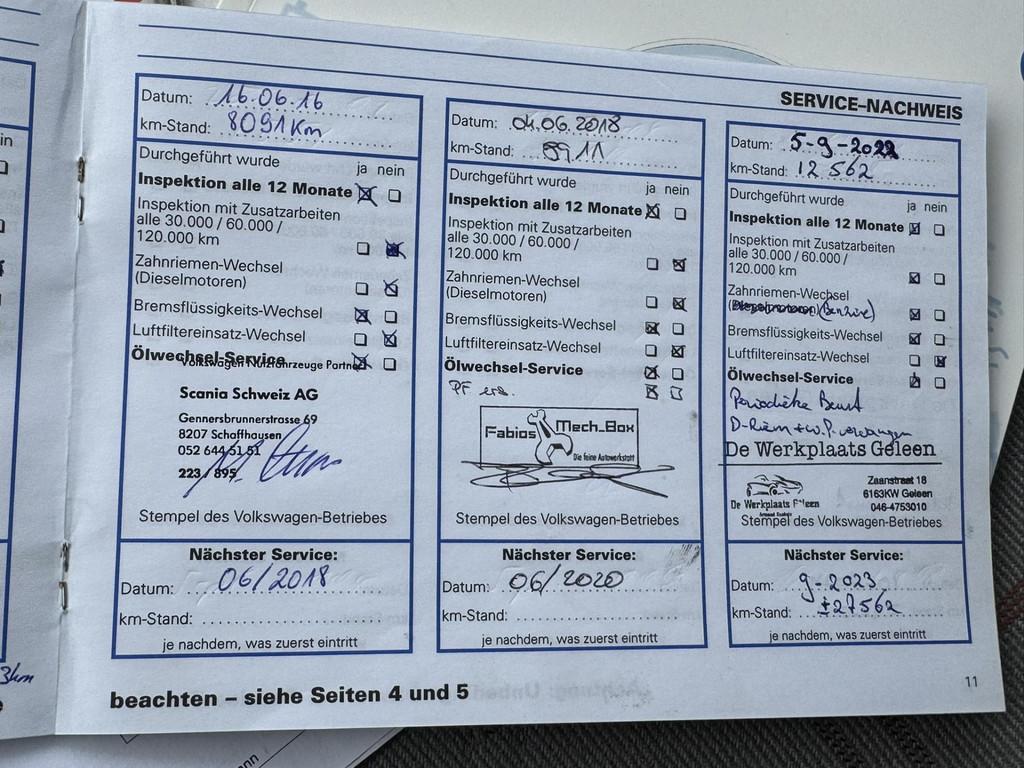 SERVICE–NACHWEIS
Datum: 16.06.16
km-Stand: 8091 Km
Durchgeführt wurde ja nein
Inspektion alle 12 Monate
Inspektion mit Zusatzarbeiten
alle 30.000 / 60.000 /
120.000 km
Zahnriemen-Wechsel
(Dieselmotoren)
Bremsflüssigkeits-Wechsel
Luftfiltereinsatz-Wechsel
Ölwechsel-Service
Volkswagen Nutzfahrzeuge Partner
Scania Schweiz AG
Gennersbrunnerstrasse 69
8207 Schaffhausen
052 644 51 51
223 / 895
Stempel des Volkswagen-Betriebes
Nächster Service:
Datum: 06/2018
km-Stand:
je nachdem, was zuerst eintritt
Datum: 04.06.2018
km-Stand: 8911
Durchgeführt wurde ja nein
Inspektion alle 12 Monate
Inspektion mit Zusatzarbeiten
alle 30.000 / 60.000 /
120.000 km
Zahnriemen-Wechsel
(Dieselmotoren)
Bremsflüssigkeits-Wechsel
Luftfiltereinsatz-Wechsel
Ölwechsel-Service
PF ers.
Fabios Mech_Box
Die feine Autowerkstatt
Stempel des Volkswagen-Betriebes
Nächster Service:
Datum: 06/2020
km-Stand:
je nachdem, was zuerst eintritt
Datum: 5-9-2022
km-Stand: 12 562
Durchgeführt wurde ja nein
Inspektion alle 12 Monate
Inspektion mit Zusatzarbeiten
alle 30.000 / 60.000 /
120.000 km
Zahnriemen-Wechsel
(Dieselmotoren) (Benzine)
Bremsflüssigkeits-Wechsel
Luftfiltereinsatz-Wechsel
Ölwechsel-Service
Periodieke Beurt
D-Riem + w.P. vervangen
De Werkplaats Geleen
Zaanstraat 18
6163KW Geleen
046-4753010
De Werkplaats Geleen
Stempel des Volkswagen-Betriebes
Nächster Service:
Datum: 9-2023
km-Stand: ±27562
je nachdem, was zuerst eintritt
beachten – siehe Seiten 4 und 5
11